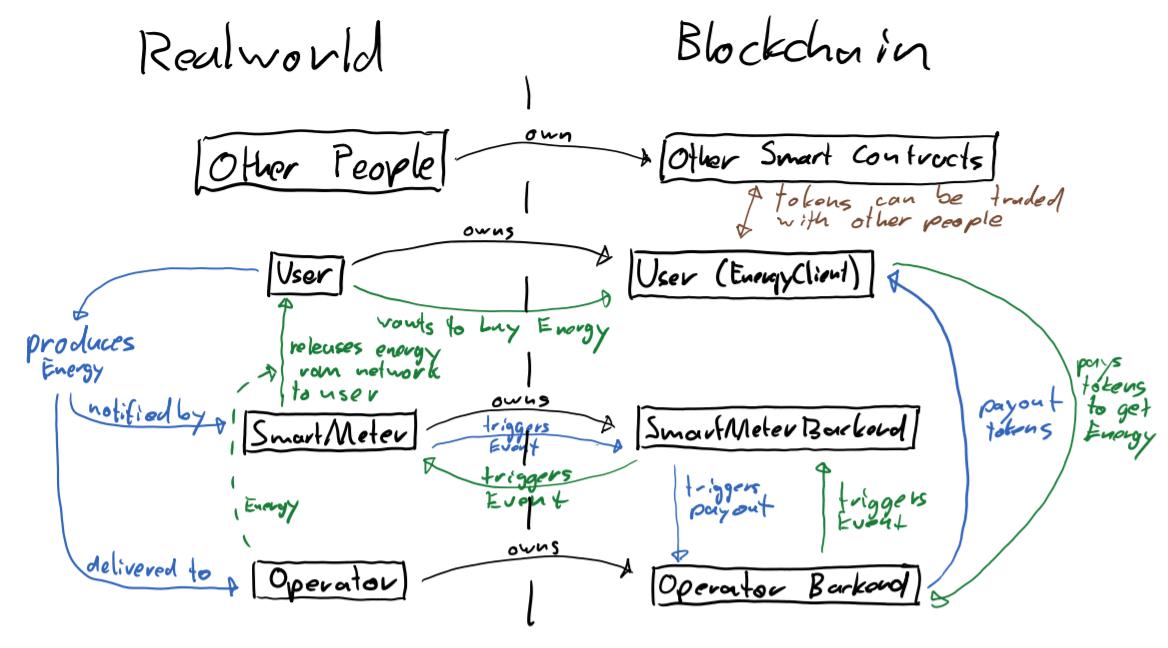 Realworld
Blockchain
own
Other People
Other Smart Contracts
tokens can be traded
with other people
owns
User
User (EnergyClient)
wants to buy Energy
produces
Energy
releases energy
rom network
to user
pays
tokens
to get
Energy
payout
tokens
notified by
owns
SmartMeter
triggers
Event
SmartMeterBackend
triggers
Event
triggers
payout
triggers
Event
Energy
owns
delivered to
Operator
Operator Backend